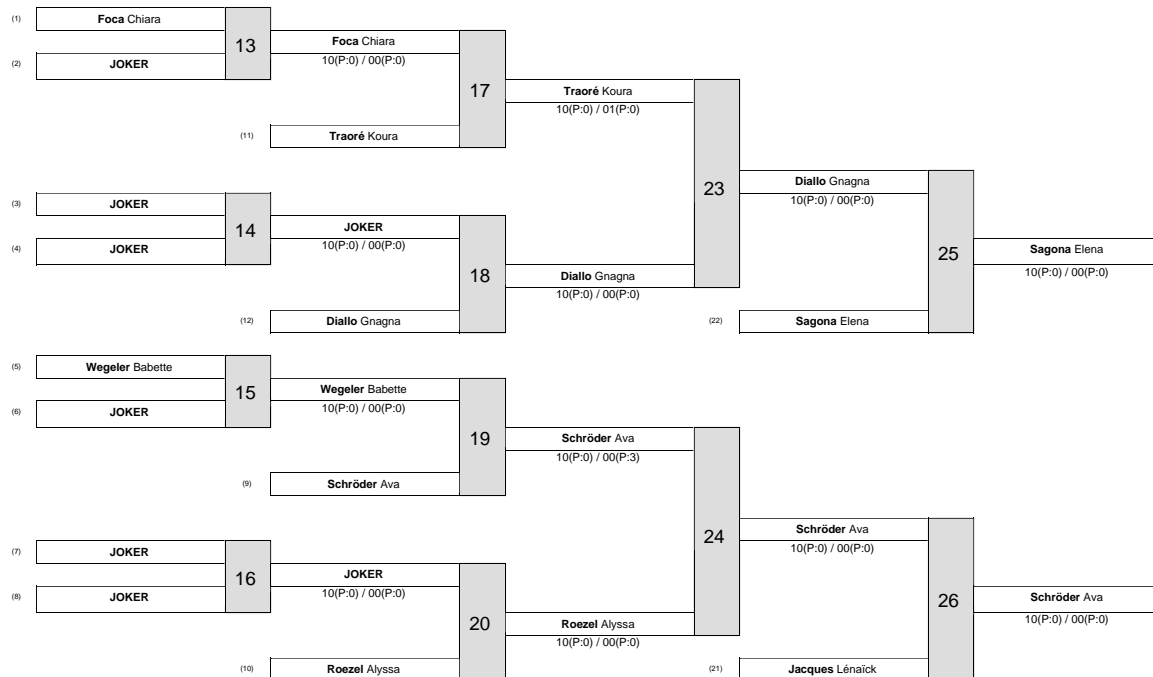 (1) Foca Chiara
13
Foca Chiara
(2) JOKER
10(P:0) / 00(P:0)
17
Traoré Koura
10(P:0) / 01(P:0)
(11) Traoré Koura
23
Diallo Gnagna
10(P:0) / 00(P:0)
(3) JOKER
14
JOKER
(4) JOKER
10(P:0) / 00(P:0)
18
Diallo Gnagna
10(P:0) / 00(P:0)
(12) Diallo Gnagna
25
Sagona Elena
10(P:0) / 00(P:0)
(22) Sagona Elena
(5) Wegeler Babette
15
Wegeler Babette
(6) JOKER
10(P:0) / 00(P:0)
19
Schröder Ava
10(P:0) / 00(P:3)
(9) Schröder Ava
24
Schröder Ava
10(P:0) / 00(P:0)
(7) JOKER
16
JOKER
(8) JOKER
10(P:0) / 00(P:0)
20
Roezel Alyssa
10(P:0) / 00(P:0)
(10) Roezel Alyssa
26
Schröder Ava
10(P:0) / 00(P:0)
(21) Jacques Lénaïck